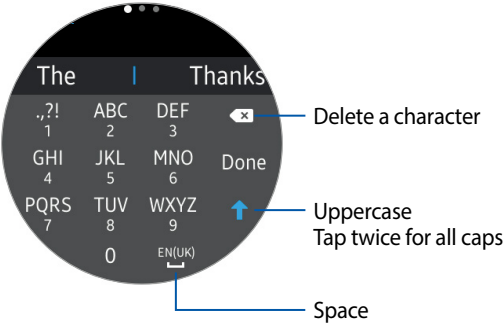 The I Thanks
.,?! ABC DEF
1 2 3
Delete a character
GHI JKL MNO Done
4 5 6
PQRS TUV WXYZ
7 8 9
Uppercase
Tap twice for all caps
0 EN(UK)
Space